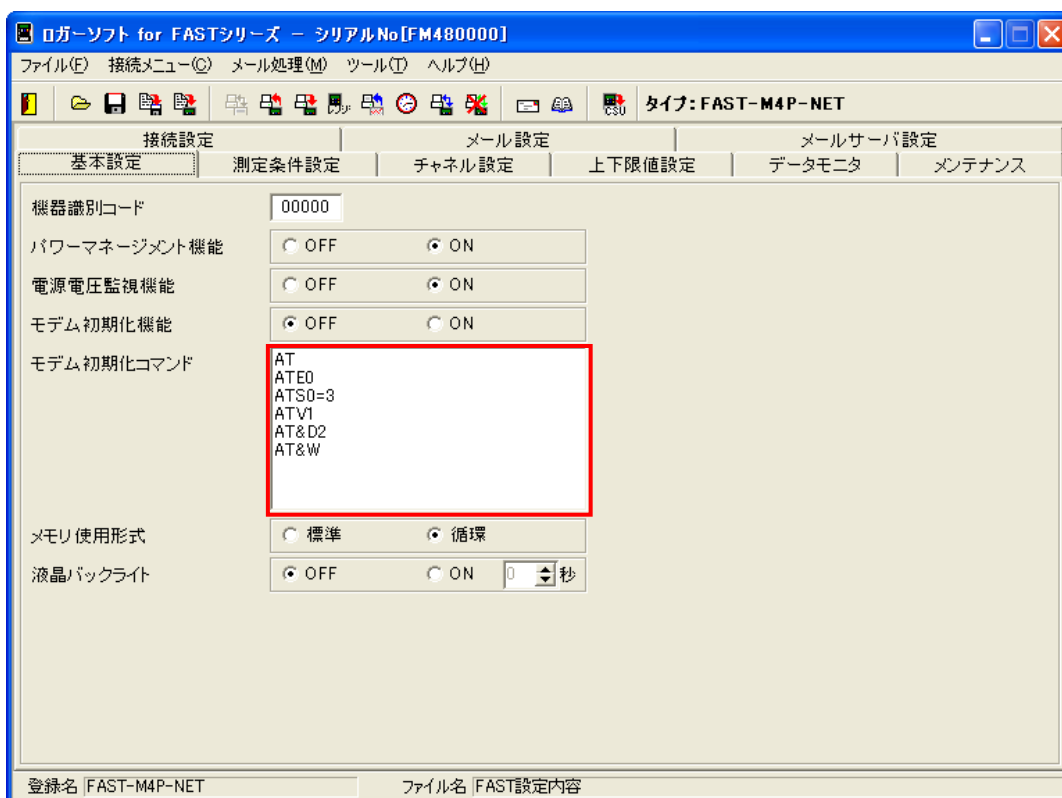 ロガーソフト for FASTシリーズ － シリアルNo[FM480000]
ファイル(F) 接続メニュー(C) メール処理(M) ツール(T) ヘルプ(H)
タイプ:FAST-M4P-NET
接続設定 メール設定 メールサーバ設定
基本設定 測定条件設定 チャネル設定 上下限値設定 データモニタ メンテナンス
機器識別コード 00000
パワーマネージメント機能 OFF ON
電源電圧監視機能 OFF ON
モデム初期化機能 OFF ON
モデム初期化コマンド AT
ATE0
ATS0=3
ATV1
AT&D2
AT&W
メモリ使用形式 標準 循環
液晶バックライト OFF ON 0 秒
登録名 FAST-M4P-NET ファイル名 FAST設定内容